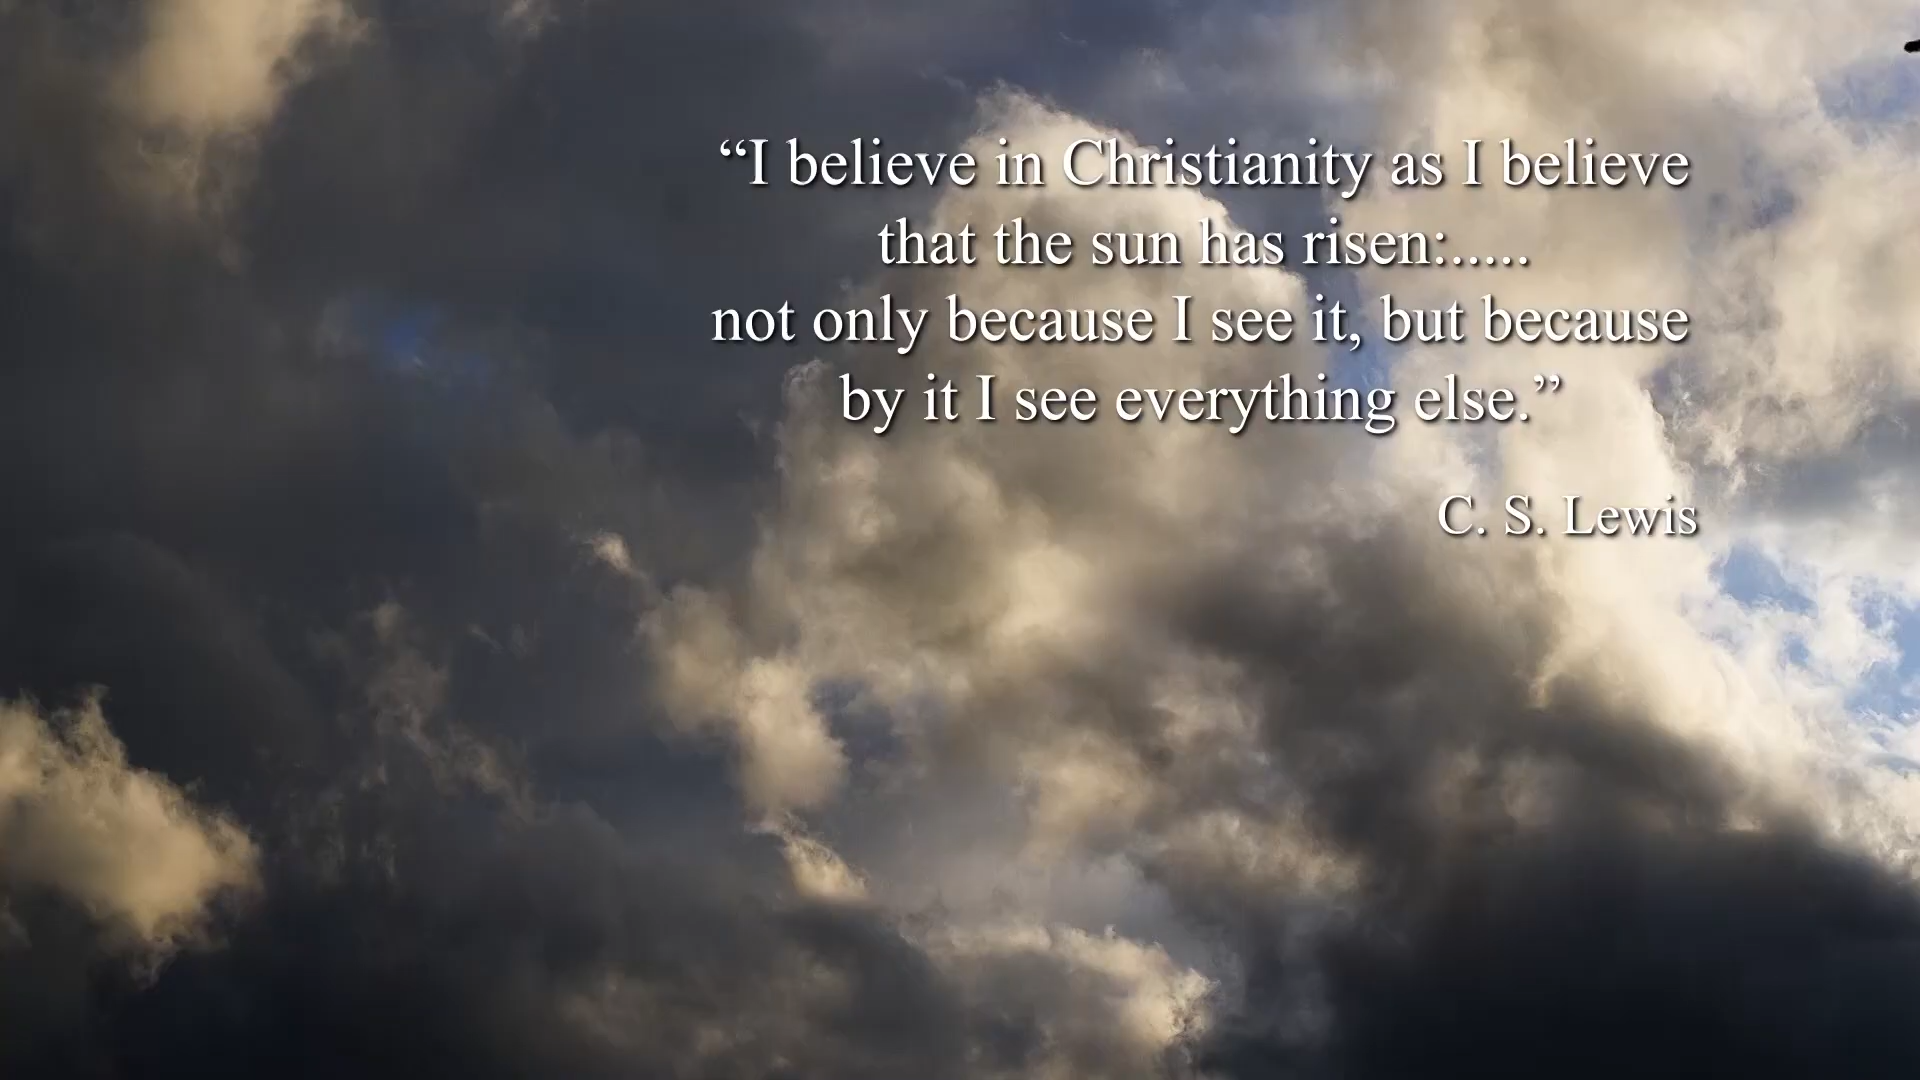 “I believe in Christianity as I believe
that the sun has risen:.....
not only because I see it, but because
by it I see everything else.”
C. S. Lewis